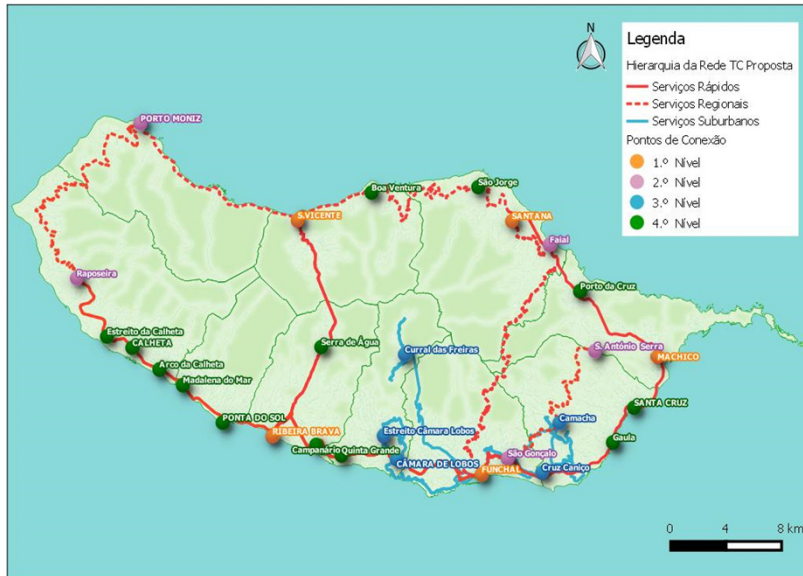 N
Legenda
Hierarquia da Rede TC Proposta
Serviços Rápidos
Serviços Regionais
Serviços Suburbanos
Pontos de Conexão
1.º Nível
2.º Nível
3.º Nível
4.º Nível
PORTO MONIZ
Boa Ventura
São Jorge
S.VICENTE
SANTANA
Faial
Raposeira
Porto da Cruz
Estreito da Calheta
CALHETA
Serra de Água
Curral das Freiras
S. António Serra
MACHICO
Arco da Calheta
Madalena do Mar
PONTA DO SOL
RIBEIRA BRAVA
Estreito Câmara Lobos
Camacha
SANTA CRUZ
Gaula
Campanário
Quinta Grande
CÂMARA DE LOBOS
São Gonçalo
FUNCHAL
Cruz Caniço
0 4 8 km